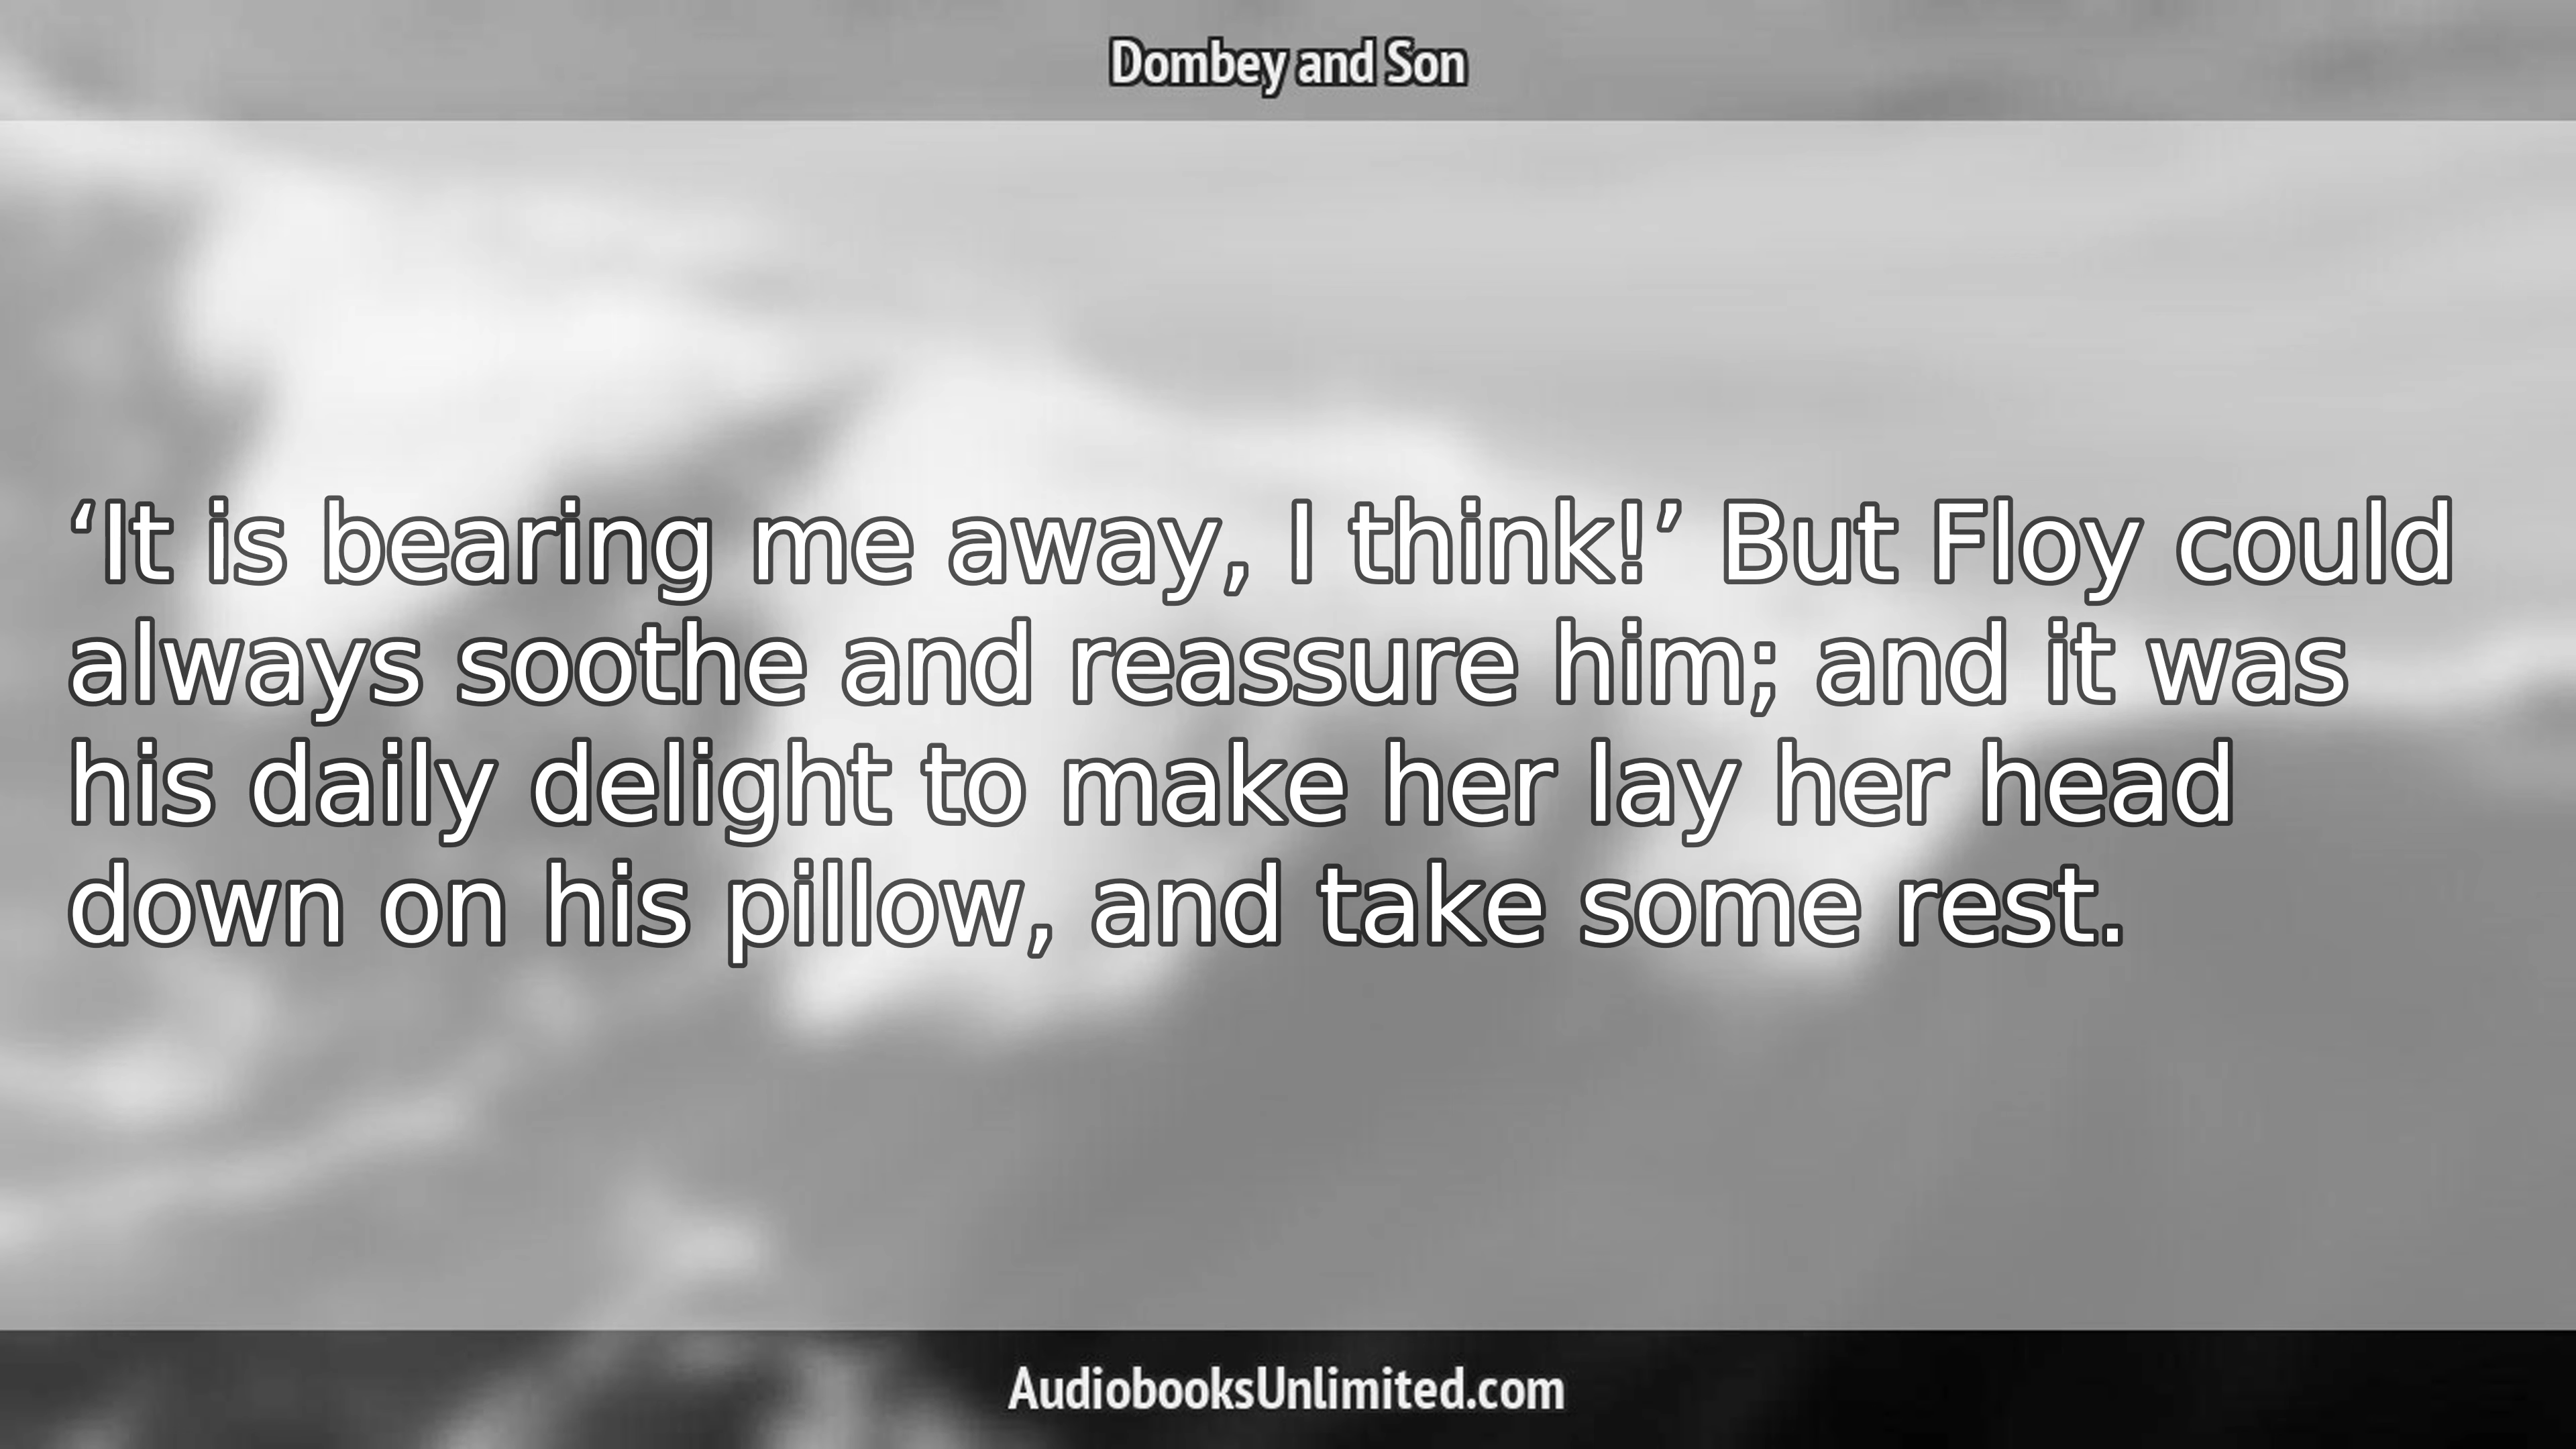 Dombey and Son
‘It is bearing me away, I think!’ But Floy could
always soothe and reassure him; and it was
his daily delight to make her lay her head
down on his pillow, and take some rest.
AudiobooksUnlimited.com